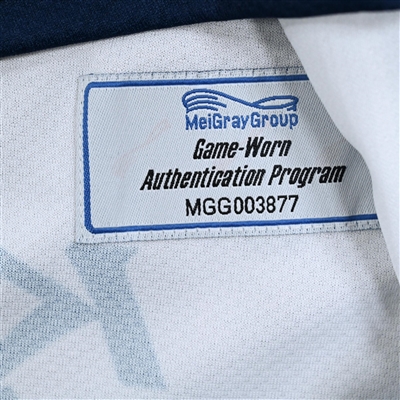 MeiGrayGroup
Game-Worn
Authentication Program
MGG003877